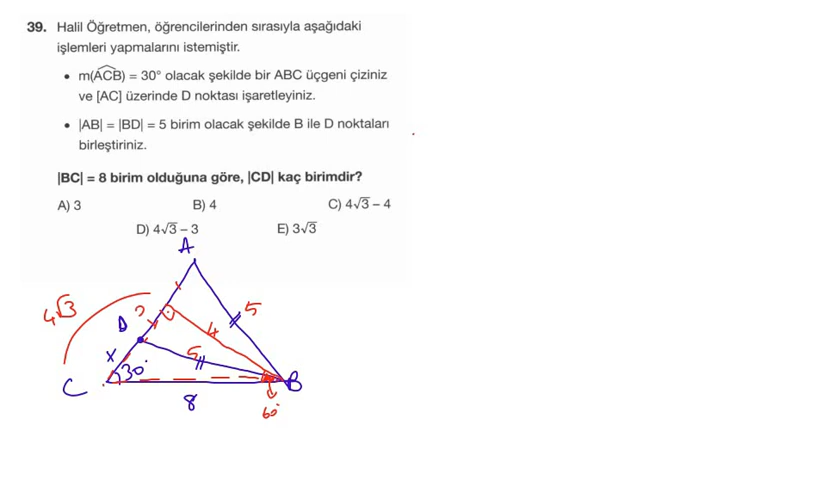 39. Halil Öğretmen, öğrencilerinden sırasıyla aşağıdaki
işlemleri yapmalarını istemiştir.
• m(ACB) = 30° olacak şekilde bir ABC üçgeni çiziniz
ve [AC] üzerinde D noktası işaretleyiniz.
• |AB| = |BD| = 5 birim olacak şekilde B ile D noktaları
birleştiriniz.
|BC| = 8 birim olduğuna göre, |CD| kaç birimdir?
A) 3 B) 4 C) 4√3 – 4
D) 4√3 – 3 E) 3√3
A
4√3
D 3 4 5
x 5
30°
C B
8
60°